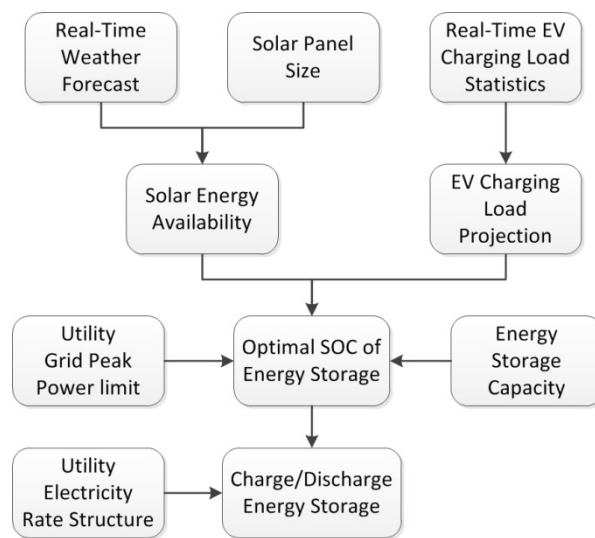 Real-Time
Weather
Forecast
Solar Panel
Size
Real-Time EV
Charging Load
Statistics
Solar Energy
Availability
EV Charging
Load
Projection
Utility
Grid Peak
Power limit
Optimal SOC of
Energy Storage
Energy
Storage
Capacity
Utility
Electricity
Rate Structure
Charge/Discharge
Energy Storage